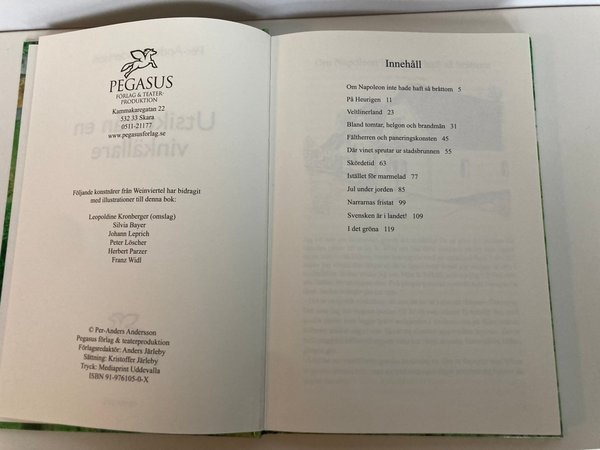 PEGASUS
FÖRLAG & TEATER-
PRODUKTION
Kammakaregatan 22
532 33 Skara
0511-21177
www.pegasusforlag.se
Följande konstnärer från Weinviertel har bidragit
med illustrationer till denna bok:
Leopoldine Kronberger (omslag)
Silvia Bayer
Johann Leprich
Peter Löscher
Herbert Parzer
Franz Widl
© Per-Anders Andersson
Pegasus förlag & teaterproduktion
Förlagsredaktör: Anders Järleby
Sättning: Kristoffer Järleby
Tryck: Mediaprint Uddevalla
ISBN 91-976105-0-X
Innehåll
Om Napoleon inte hade haft så bråttom 5
På Heurigen 11
Veltlinerland 23
Bland tomtar, helgon och brandmän 31
Fältherren och paneringskonsten 45
Där vinet sprutar ur stadsbrunnen 55
Skördetid 63
Istället för marmelad 77
Jul under jorden 85
Narrarnas fristat 99
Svensken är i landet! 109
I det gröna 119